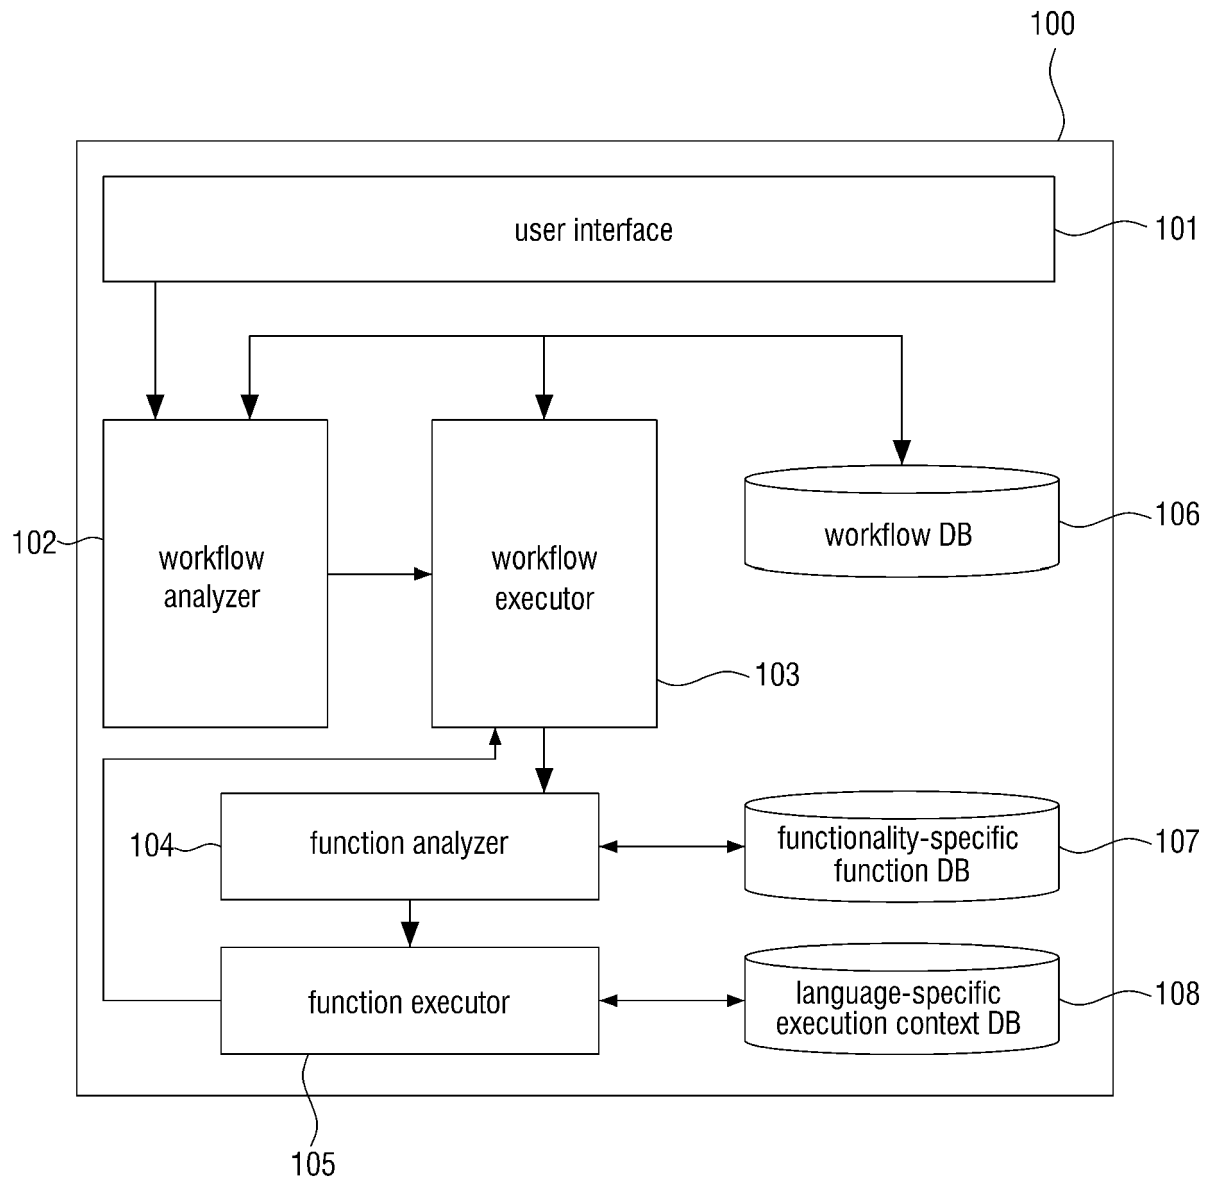 100
user interface
101
102
workflow
analyzer
workflow
executor
workflow DB
106
103
104
function analyzer
functionality-specific
function DB
107
function executor
language-specific
execution context DB
108
105